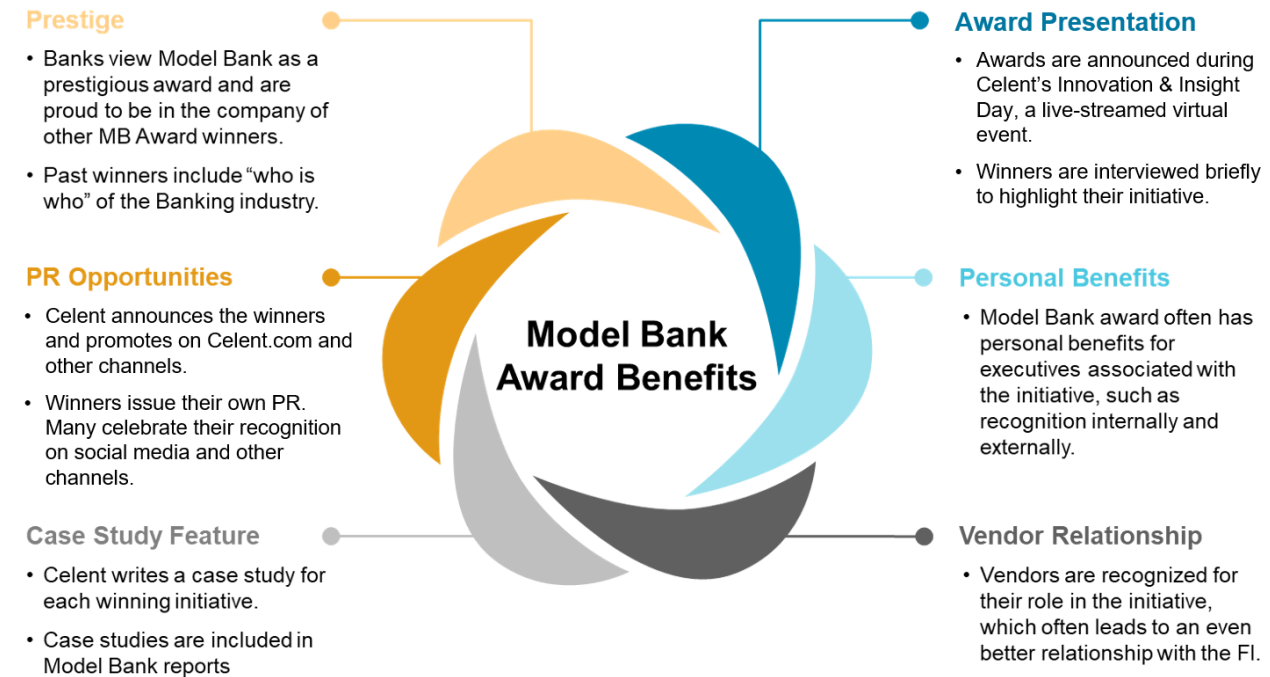 Prestige
• Banks view Model Bank as a
prestigious award and are
proud to be in the company of
other MB Award winners.
• Past winners include “who is
who” of the Banking industry.
PR Opportunities
• Celent announces the winners
and promotes on Celent.com and
other channels.
• Winners issue their own PR.
Many celebrate their recognition
on social media and other
channels.
Case Study Feature
• Celent writes a case study for
each winning initiative.
• Case studies are included in
Model Bank reports
Model Bank
Award Benefits
Award Presentation
• Awards are announced during
Celent’s Innovation & Insight
Day, a live-streamed virtual
event.
• Winners are interviewed briefly
to highlight their initiative.
Personal Benefits
• Model Bank award often has
personal benefits for
executives associated with
the initiative, such as
recognition internally and
externally.
Vendor Relationship
• Vendors are recognized for
their role in the initiative,
which often leads to an even
better relationship with the FI.